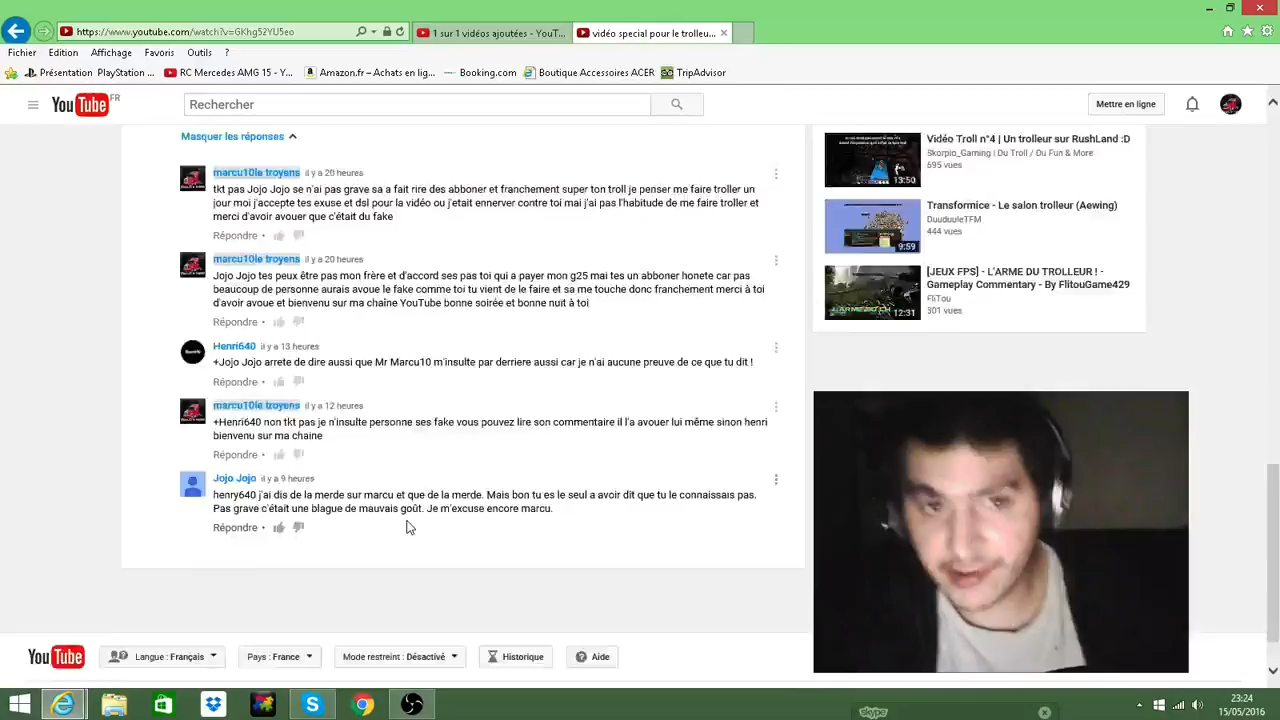 https://www.youtube.com/watch?v=GKhg52YU5eo
1 sur 1 vidéos ajoutées - YouT...
vidéo special pour le trolleu...
Fichier Edition Affichage Favoris Outils ?
Présentation PlayStation ...
RC Mercedes AMG 15 - Y...
Amazon.fr – Achats en lig...
Booking.com
Boutique Accessoires ACER
TripAdvisor
YouTube FR
Rechercher
Mettre en ligne
Masquer les réponses
marcu10le troyens il y a 20 heures
tkt pas Jojo Jojo se n'ai pas grave sa a fait rire des abboner et franchement super ton troll je penser me faire troller un
jour moi j'accepte tes exuse et dsl pour la vidéo ou j'etait ennerver contre toi mai j'ai pas l'habitude de me faire troller et
merci d'avoir avouer que c'était du fake
Répondre •
marcu10le troyens il y a 20 heures
Jojo Jojo tes peux être pas mon frère et d'accord ses pas toi qui a payer mon g25 mai tes un abboner honete car pas
beaucoup de personne aurais avoue le fake comme toi tu vient de le faire et sa me touche donc franchement merci à toi
d'avoir avoue et bienvenu sur ma chaîne YouTube bonne soirée et bonne nuit à toi
Répondre •
Henri640 il y a 13 heures
+Jojo Jojo arrete de dire aussi que Mr Marcu10 m'insulte par derriere aussi car je n'ai aucune preuve de ce que tu dit !
Répondre •
marcu10le troyens il y a 12 heures
+Henri640 non tkt pas je n'insulte personne ses fake vous pouvez lire son commentaire il l'a avouer lui même sinon henri
bienvenu sur ma chaine
Répondre •
Jojo Jojo il y a 9 heures
henry640 j'ai dis de la merde sur marcu et que de la merde. Mais bon tu es le seul a avoir dit que tu le connaissais pas.
Pas grave c'était une blague de mauvais goût. Je m'excuse encore marcu.
Répondre •
Vidéo Troll n°4 | Un trolleur sur RushLand :D
Skorpio_Gaming | Du Troll / Du Fun & More
695 vues
13:50
Transformice - Le salon trolleur (Aewing)
DuuduuleTFM
444 vues
9:59
[JEUX FPS] - L'ARME DU TROLLEUR ! -
Gameplay Commentary - By FlitouGame429
FliTou
301 vues
12:31
YouTube
Langue : Français
Pays : France
Mode restreint : Désactivé
Historique
Aide
skype
23:24
15/05/2016